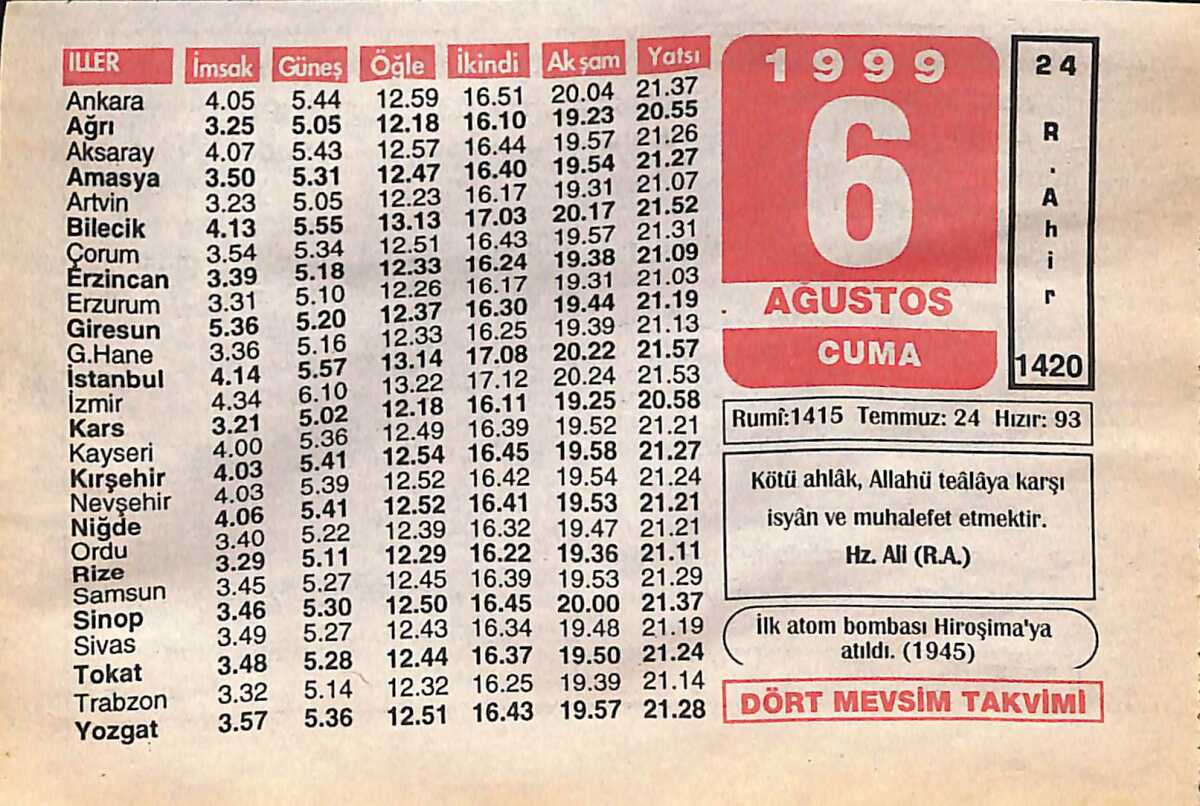 İLLER İmsak Güneş Öğle İkindi Akşam Yatsı
Ankara 4.05 5.44 12.59 16.51 20.04 21.37
Ağrı 3.25 5.05 12.18 16.10 19.23 20.55
Aksaray 4.07 5.43 12.57 16.44 19.57 21.26
Amasya 3.50 5.31 12.47 16.40 19.54 21.27
Artvin 3.23 5.05 12.23 16.17 19.31 21.07
Bilecik 4.13 5.55 13.13 17.03 20.17 21.52
Çorum 3.54 5.34 12.51 16.43 19.57 21.31
Erzincan 3.39 5.18 12.33 16.24 19.38 21.09
Erzurum 3.31 5.10 12.26 16.17 19.31 21.03
Giresun 5.36 5.20 12.37 16.30 19.44 21.19
G.Hane 3.36 5.16 12.33 16.25 19.39 21.13
İstanbul 4.14 5.57 13.14 17.08 20.22 21.57
İzmir 4.34 6.10 13.22 17.12 20.24 21.53
Kars 3.21 5.02 12.18 16.11 19.25 20.58
Kayseri 4.00 5.36 12.49 16.39 19.52 21.21
Kırşehir 4.03 5.41 12.54 16.45 19.58 21.27
Nevşehir 4.03 5.39 12.52 16.42 19.54 21.24
Niğde 4.06 5.41 12.52 16.41 19.53 21.21
Ordu 3.40 5.22 12.39 16.32 19.47 21.21
Rize 3.29 5.11 12.29 16.22 19.36 21.11
Samsun 3.45 5.27 12.45 16.39 19.53 21.29
Sinop 3.46 5.30 12.50 16.45 20.00 21.37
Sivas 3.49 5.27 12.43 16.34 19.48 21.19
Tokat 3.48 5.28 12.44 16.37 19.50 21.24
Trabzon 3.32 5.14 12.32 16.25 19.39 21.14
Yozgat 3.57 5.36 12.51 16.43 19.57 21.28
1999
6
AĞUSTOS
CUMA
24
R
.
A
h
i
r
1420
Rumî:1415 Temmuz: 24 Hızır: 93
Kötü ahlâk, Allahü teâlâya karşı
isyân ve muhalefet etmektir.
Hz. Ali (R.A.)
İlk atom bombası Hiroşima'ya
atıldı. (1945)
DÖRT MEVSİM TAKVİMİ